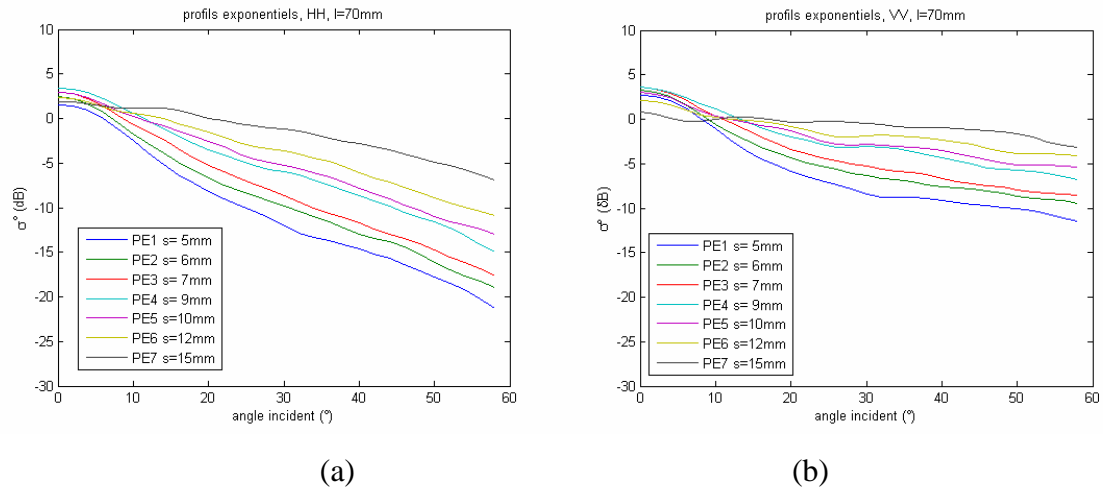 profils exponentiels, HH, l=70mm
10
5
0
-5
-10
-15
-20
-25
-30
σº (dB)
PE1 s= 5mm
PE2 s= 6mm
PE3 s= 7mm
PE4 s= 9mm
PE5 s=10mm
PE6 s=12mm
PE7 s=15mm
0 10 20 30 40 50 60
angle incident (º)
(a)
profils exponentiels, VV, l=70mm
10
5
0
-5
-10
-15
-20
-25
-30
σº (δB)
PE1 s= 5mm
PE2 s= 6mm
PE3 s= 7mm
PE4 s= 9mm
PE5 s=10mm
PE6 s=12mm
PE7 s=15mm
0 10 20 30 40 50 60
angle incident (º)
(b)